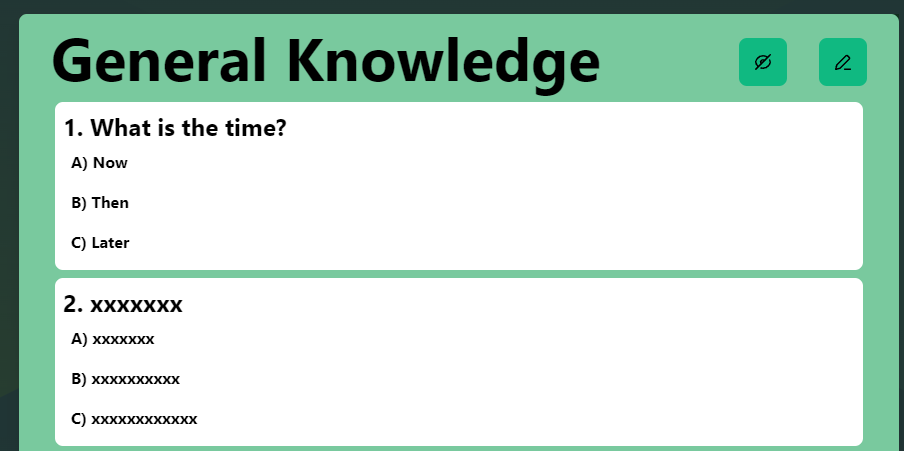 General Knowledge
1. What is the time?
A) Now
B) Then
C) Later
2. xxxxxxx
A) xxxxxxx
B) xxxxxxxxxx
C) xxxxxxxxxxxx